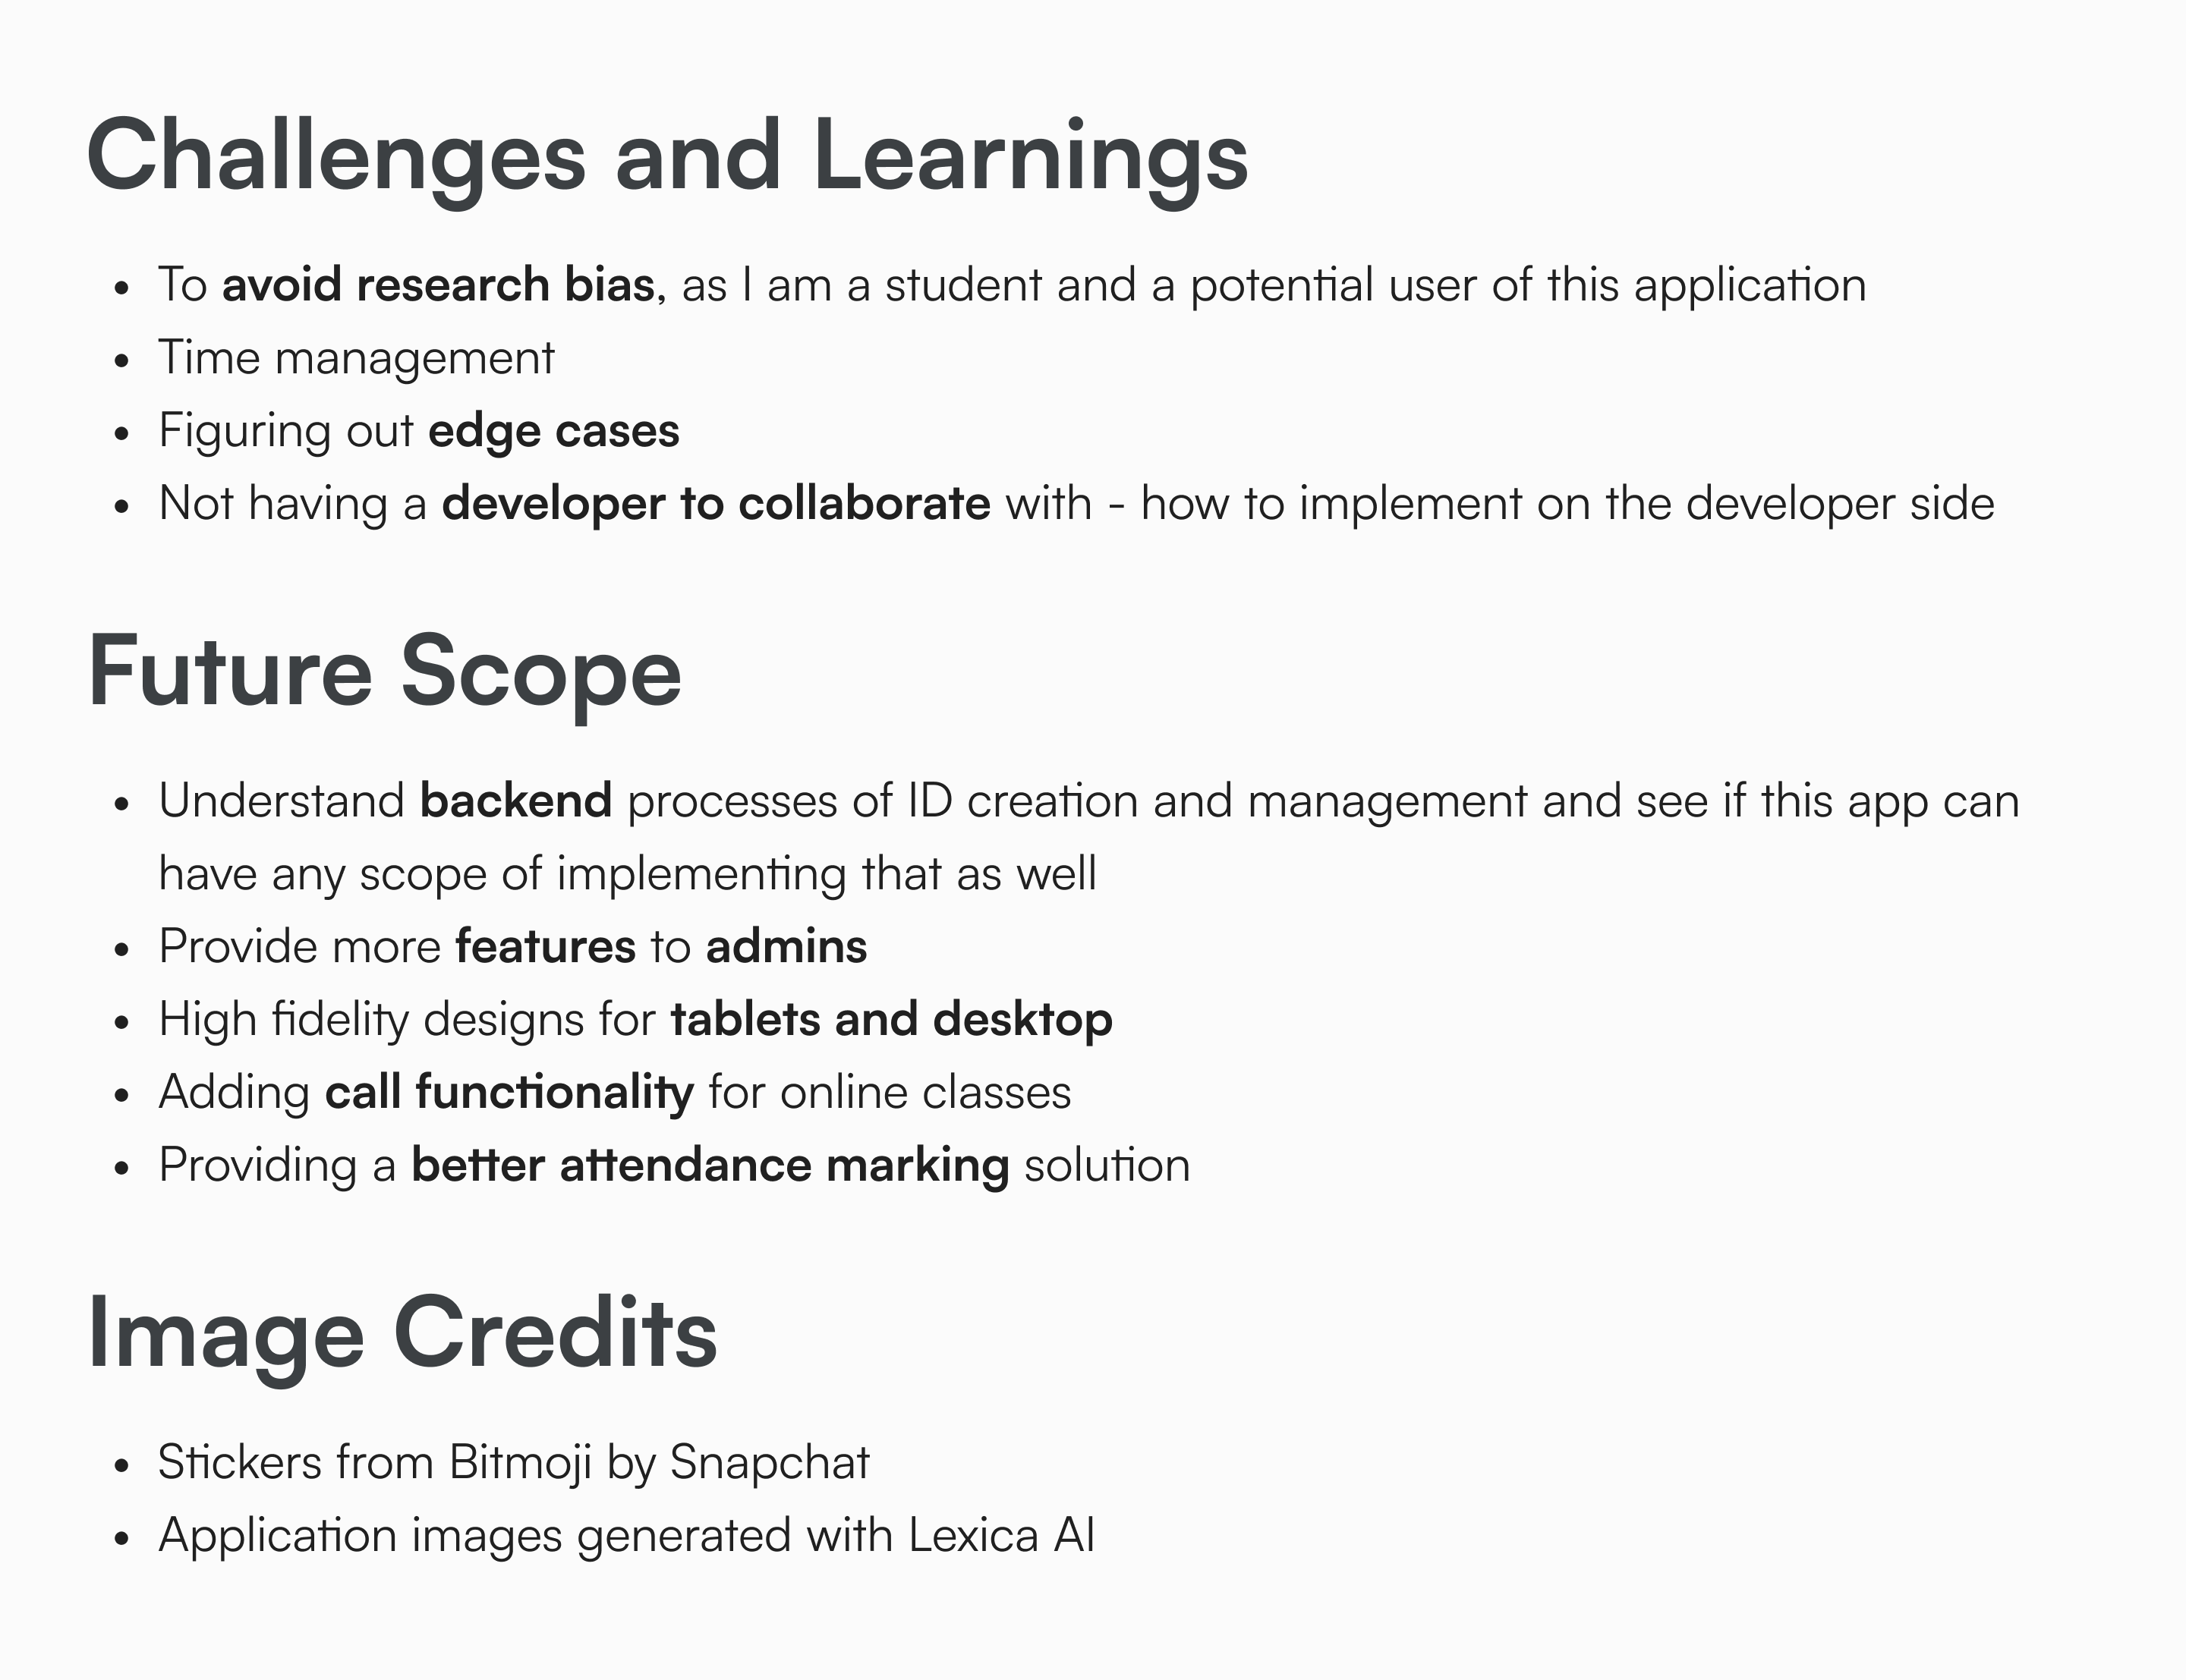 Challenges and Learnings
• To avoid research bias, as I am a student and a potential user of this application
• Time management
• Figuring out edge cases
• Not having a developer to collaborate with - how to implement on the developer side
Future Scope
• Understand backend processes of ID creation and management and see if this app can
have any scope of implementing that as well
• Provide more features to admins
• High fidelity designs for tablets and desktop
• Adding call functionality for online classes
• Providing a better attendance marking solution
Image Credits
• Stickers from Bitmoji by Snapchat
• Application images generated with Lexica AI